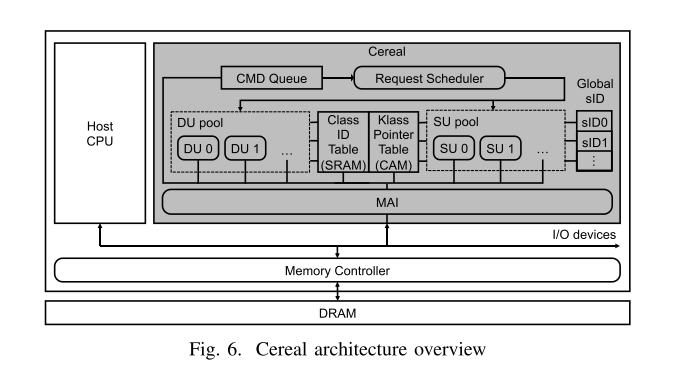 Cereal
CMD Queue
Request Scheduler
Global
sID
Host
CPU
DU pool
DU 0
DU 1
...
Class
ID
Table
(SRAM)
Klass
Pointer
Table
(CAM)
SU pool
SU 0
SU 1
...
sID0
sID1
⋮
MAI
I/O devices
Memory Controller
DRAM
Fig. 6. Cereal architecture overview